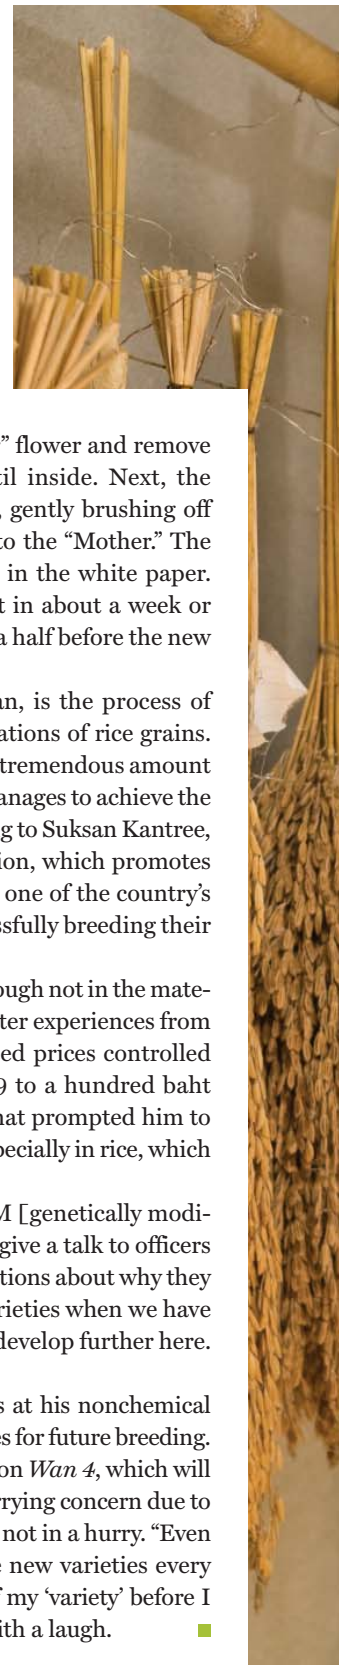 ” flower and remove
til inside. Next, the
, gently brushing off
to the “Mother.” The
in the white paper.
t in about a week or
a half before the new
an, is the process of
ations of rice grains.
tremendous amount
anages to achieve the
g to Suksan Kantree,
ion, which promotes
one of the country’s
ssfully breeding their
ough not in the mate-
ter experiences from
ed prices controlled
9 to a hundred baht
hat prompted him to
pecially in rice, which
M [genetically modi-
give a talk to officers
tions about why they
rieties when we have
develop further here.
s at his nonchemical
es for future breeding.
on Wan 4, which will
rrying concern due to
not in a hurry. “Even
e new varieties every
f my ‘variety’ before I
ith a laugh.